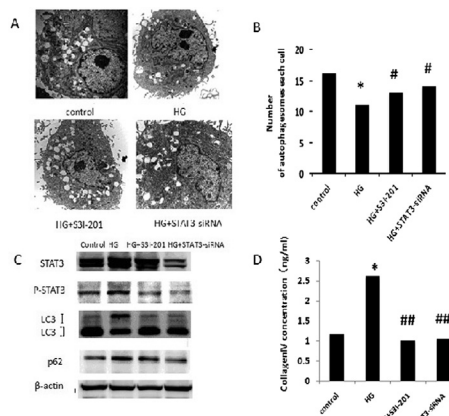 A
control
HG
HG+S3I-201
HG+STAT3-siRNA
B
Number
of autophagesomes each cell
20
15
10
5
0
*
#
#
control
HG
HG+S3I-201
HG+STAT3-siRNA
C
Control HG HG+S3I-201 HG+STAT3-siRNA
STAT3
P-STAT3
LC3 I
LC3 II
p62
β-actin
D
CollagenIV concentration (ng/ml)
3
2.5
2
1.5
1
0.5
0
*
##
##
control
HG